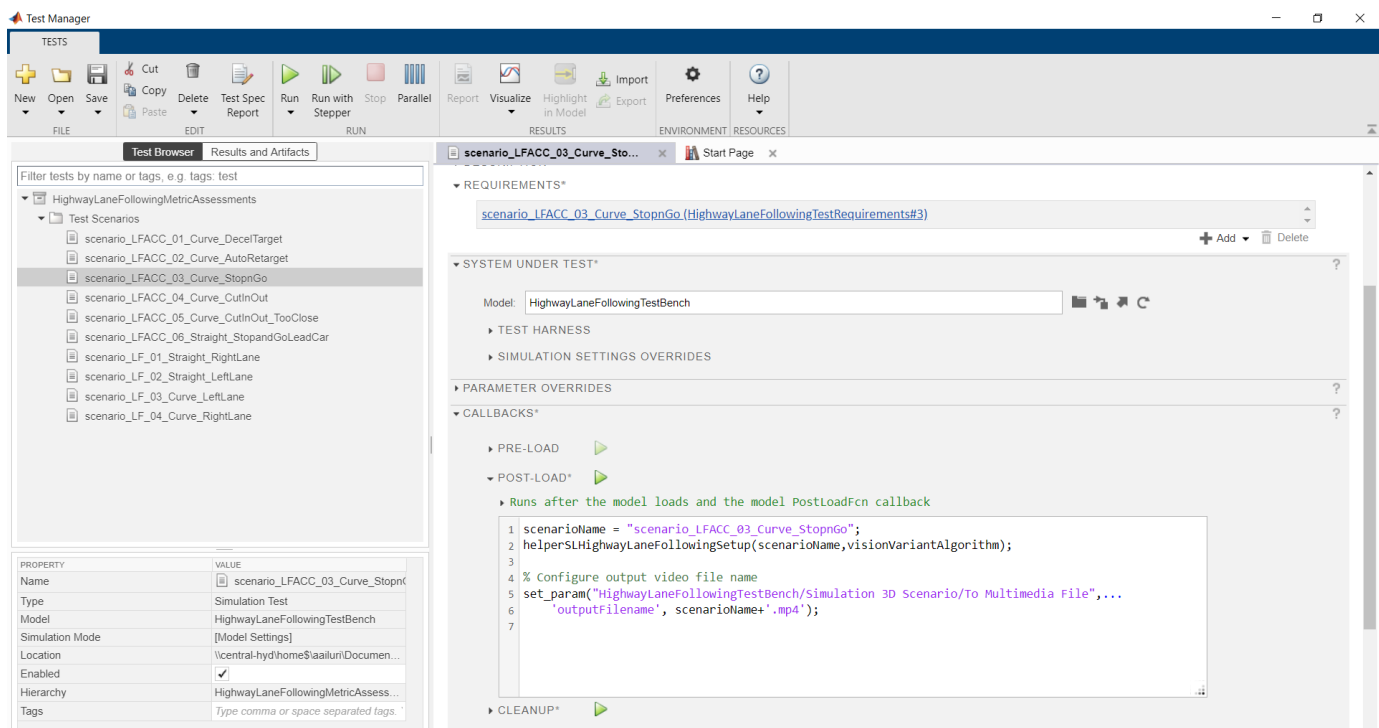 Test Manager
TESTS
New
Open
Save
Cut
Copy
Paste
Delete
Test Spec Report
Run
Run with Stepper
Stop
Parallel
Report
Visualize
Highlight in Model
Import
Export
Preferences
Help
FILE
EDIT
RUN
RESULTS
ENVIRONMENT
RESOURCES
Test Browser
Results and Artifacts
Filter tests by name or tags, e.g. tags: test
HighwayLaneFollowingMetricAssessments
Test Scenarios
scenario_LFACC_01_Curve_DecelTarget
scenario_LFACC_02_Curve_AutoRetarget
scenario_LFACC_03_Curve_StopnGo
scenario_LFACC_04_Curve_CutInOut
scenario_LFACC_05_Curve_CutInOut_TooClose
scenario_LFACC_06_Straight_StopandGoLeadCar
scenario_LF_01_Straight_RightLane
scenario_LF_02_Straight_LeftLane
scenario_LF_03_Curve_LeftLane
scenario_LF_04_Curve_RightLane
PROPERTY VALUE
Name scenario_LFACC_03_Curve_Stopn
Type Simulation Test
Model HighwayLaneFollowingTestBench
Simulation Mode [Model Settings]
Location \\central-hyd\home$\aailuri\Documen...
Enabled
Hierarchy HighwayLaneFollowingMetricAssess...
Tags Type comma or space separated tags.
scenario_LFACC_03_Curve_Sto...
Start Page
REQUIREMENTS*
scenario_LFACC_03_Curve_StopnGo (HighwayLaneFollowingTestRequirements#3)
Add Delete
SYSTEM UNDER TEST* ?
Model: HighwayLaneFollowingTestBench
TEST HARNESS
SIMULATION SETTINGS OVERRIDES
PARAMETER OVERRIDES ?
CALLBACKS* ?
PRE-LOAD
POST-LOAD*
Runs after the model loads and the model PostLoadFcn callback
1 scenarioName = "scenario_LFACC_03_Curve_StopnGo";
2 helperSLHighwayLaneFollowingSetup(scenarioName,visionVariantAlgorithm);
3
4 % Configure output video file name
5 set_param("HighwayLaneFollowingTestBench/Simulation 3D Scenario/To Multimedia File",...
6 'outputFilename', scenarioName+'.mp4');
7
CLEANUP*